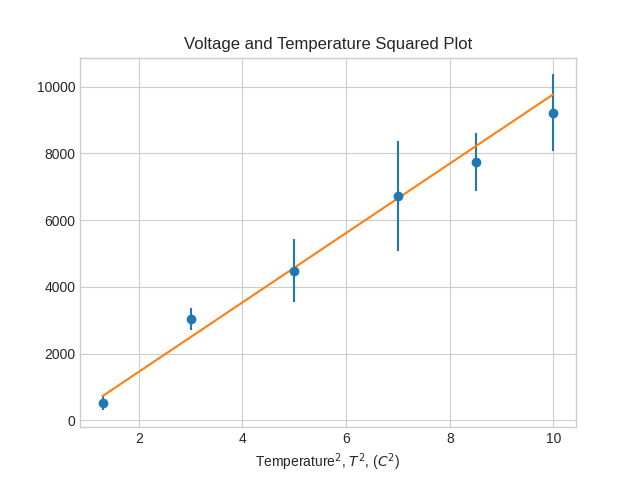 Voltage and Temperature Squared Plot
10000
8000
6000
4000
2000
0
2 4 6 8 10
Temperature², T², (C²)